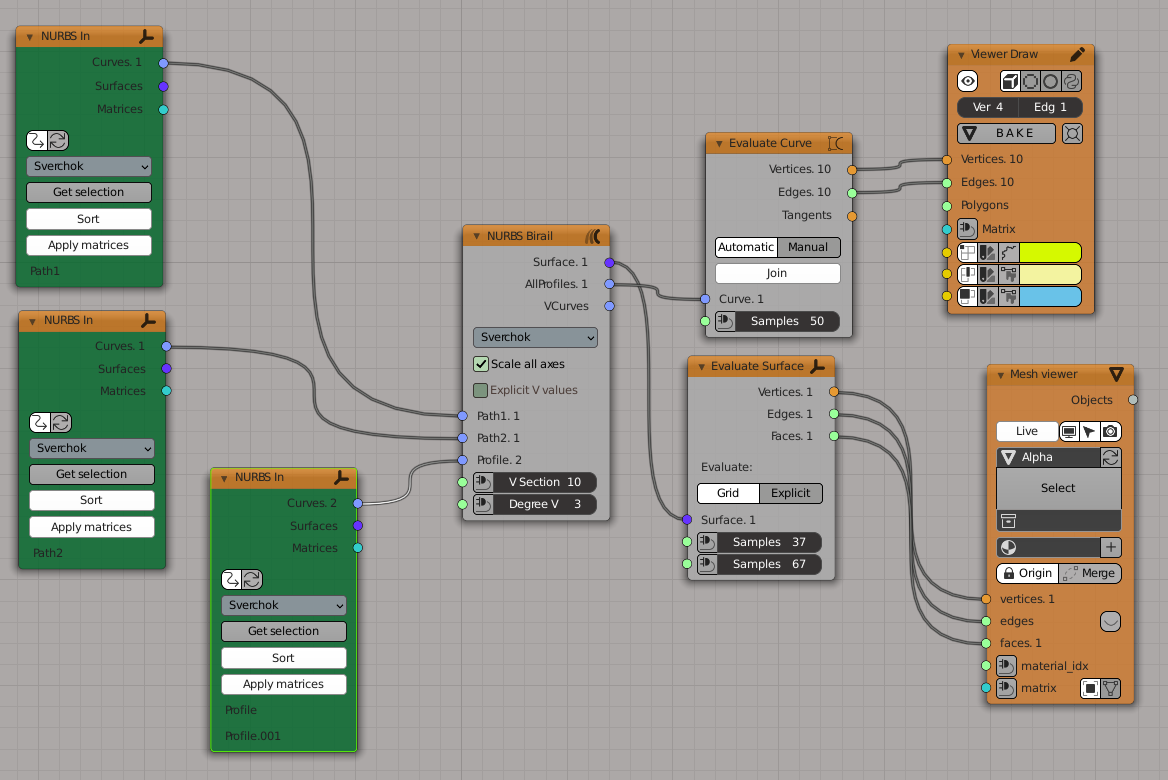 NURBS In
Curves. 1
Surfaces
Matrices
Sverchok
Get selection
Sort
Apply matrices
Path1
NURBS In
Curves. 1
Surfaces
Matrices
Sverchok
Get selection
Sort
Apply matrices
Path2
NURBS In
Curves. 2
Surfaces
Matrices
Sverchok
Get selection
Sort
Apply matrices
Profile
Profile.001
NURBS Birail
Surface. 1
AllProfiles. 1
VCurves
Sverchok
Scale all axes
Explicit V values
Path1. 1
Path2. 1
Profile. 2
V Section 10
Degree V 3
Evaluate Curve
Vertices. 10
Edges. 10
Tangents
Automatic Manual
Join
Curve. 1
Samples 50
Evaluate Surface
Vertices. 1
Edges. 1
Faces. 1
Evaluate:
Grid Explicit
Surface. 1
Samples 37
Samples 67
Viewer Draw
Ver 4 Edg 1
BAKE
Vertices. 10
Edges. 10
Polygons
Matrix
Mesh viewer
Objects
Live
Alpha
Select
Origin Merge
vertices. 1
edges
faces. 1
material_idx
matrix